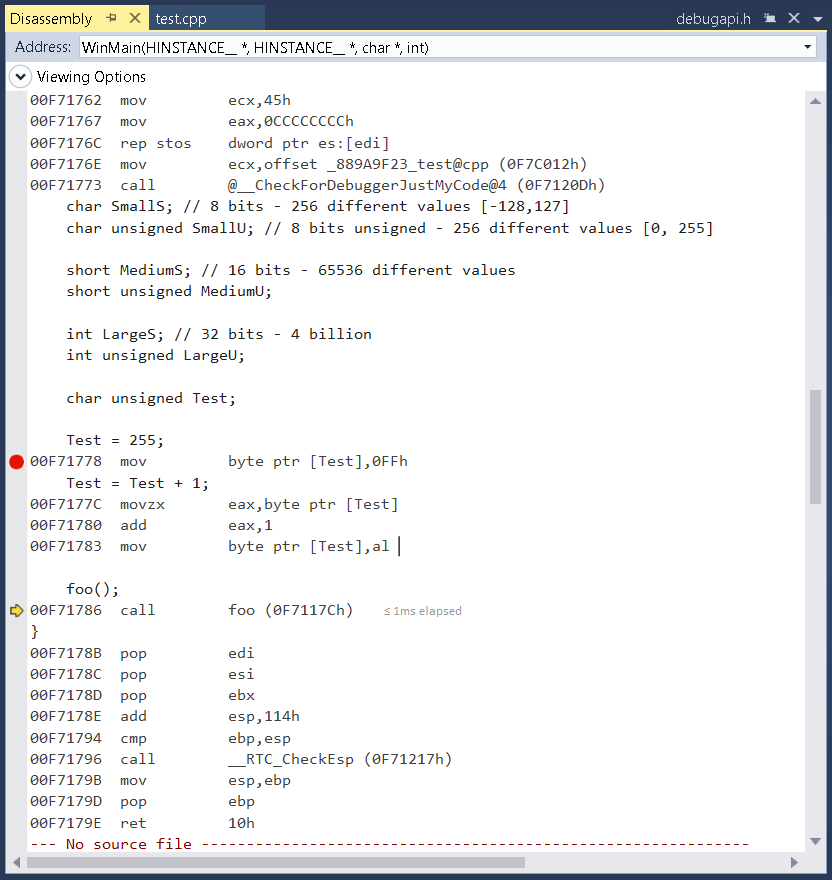 Disassembly test.cpp debugapi.h
Address: WinMain(HINSTANCE__ *, HINSTANCE__ *, char *, int)
Viewing Options
00F71762 mov ecx,45h
00F71767 mov eax,0CCCCCCCCh
00F7176C rep stos dword ptr es:[edi]
00F7176E mov ecx,offset _889A9F23_test@cpp (0F7C012h)
00F71773 call @__CheckForDebuggerJustMyCode@4 (0F7120Dh)
char SmallS; // 8 bits - 256 different values [-128,127]
char unsigned SmallU; // 8 bits unsigned - 256 different values [0, 255]
short MediumS; // 16 bits - 65536 different values
short unsigned MediumU;
int LargeS; // 32 bits - 4 billion
int unsigned LargeU;
char unsigned Test;
Test = 255;
00F71778 mov byte ptr [Test],0FFh
Test = Test + 1;
00F7177C movzx eax,byte ptr [Test]
00F71780 add eax,1
00F71783 mov byte ptr [Test],al
foo();
00F71786 call foo (0F7117Ch) ≤ 1ms elapsed
}
00F7178B pop edi
00F7178C pop esi
00F7178D pop ebx
00F7178E add esp,114h
00F71794 cmp ebp,esp
00F71796 call __RTC_CheckEsp (0F71217h)
00F7179B mov esp,ebp
00F7179D pop ebp
00F7179E ret 10h
--- No source file -------------------------------------------------------------